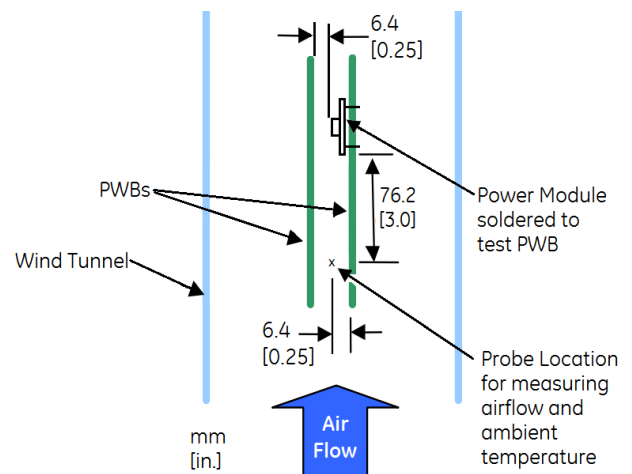 6.4
[0.25]
PWBs
76.2
[3.0]
Power Module
soldered to
test PWB
Wind Tunnel
x
6.4
[0.25]
Probe Location
for measuring
airflow and
ambient
temperature
Air
Flow
mm
[in.]